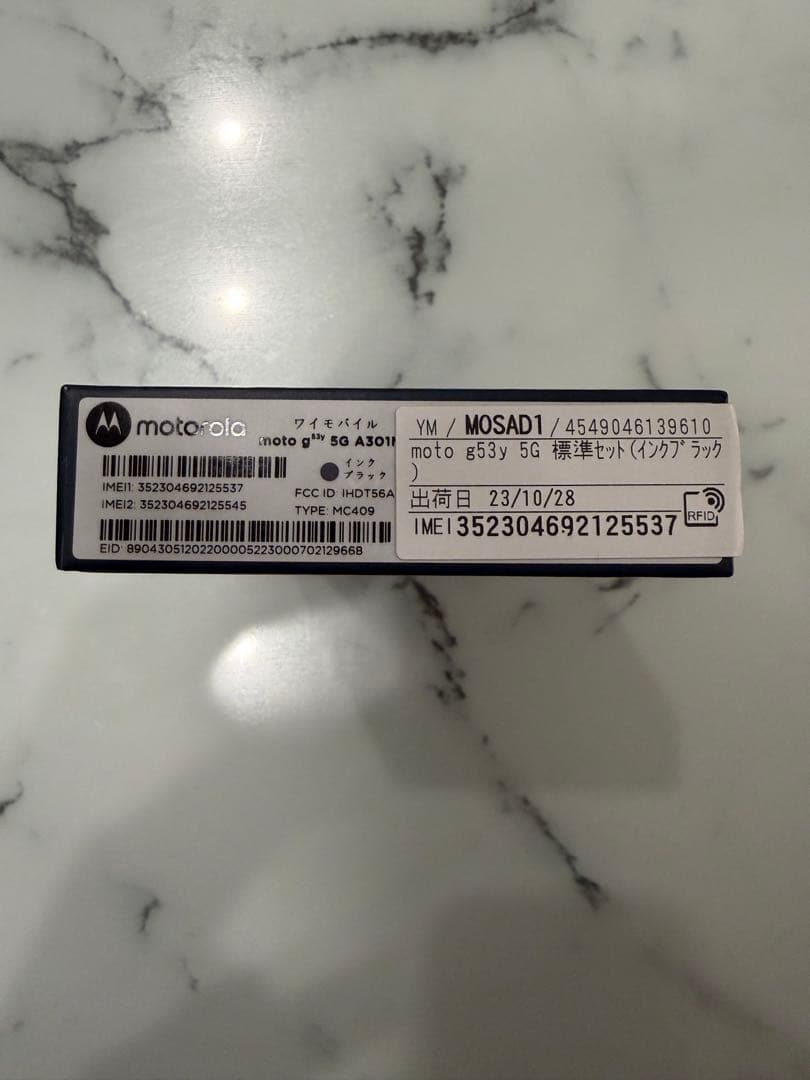 motorola
ワイモバイル
moto g53y 5G A301
インク
ブラック
IMEI1: 352304692125537
IMEI2: 352304692125545
FCC ID: IHDT56A
TYPE: MC409
EID: 89043051202200005223000702129668
YM / MOSAD1 / 4549046139610
moto g53y 5G 標準セット(インクブラック
)
出荷日 23/10/28
IMEI 352304692125537
RFID